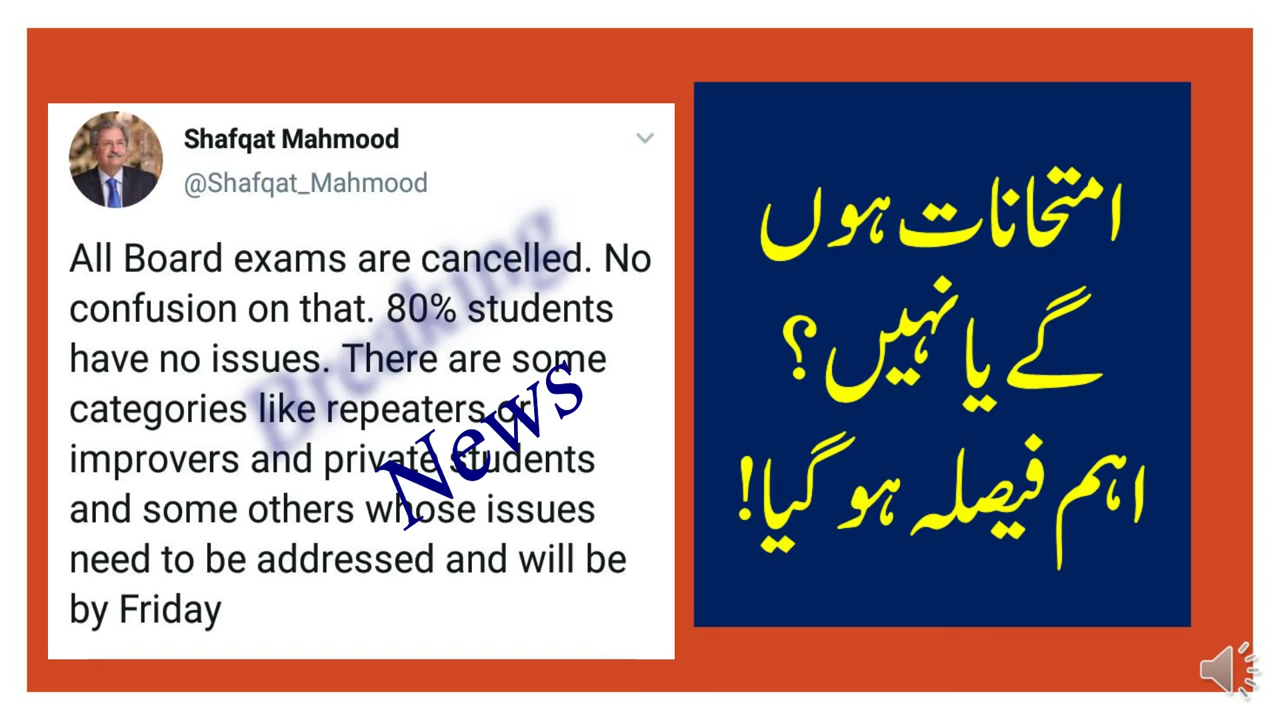 Shafqat Mahmood
@Shafqat_Mahmood
All Board exams are cancelled. No
confusion on that. 80% students
have no issues. There are some
categories like repeaters or
improvers and private students
and some others whose issues
need to be addressed and will be
by Friday
Breaking
News
امتحانات ہوں
گے یا نہیں؟
اہم فیصلہ ہو گیا!